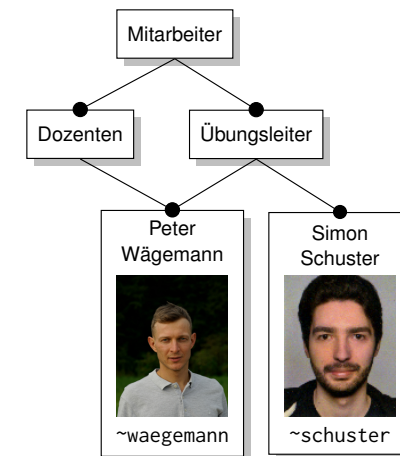 Mitarbeiter
Dozenten
Übungsleiter
Peter
Wägemann
~waegemann
Simon
Schuster
~schuster